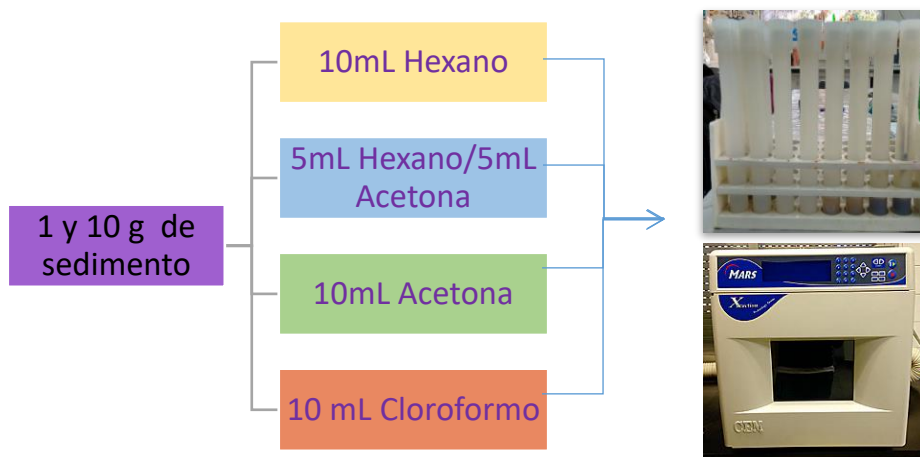 1 y 10 g de
sedimento
10mL Hexano
5mL Hexano/5mL
Acetona
10mL Acetona
10 mL Cloroformo
MARS
CEM